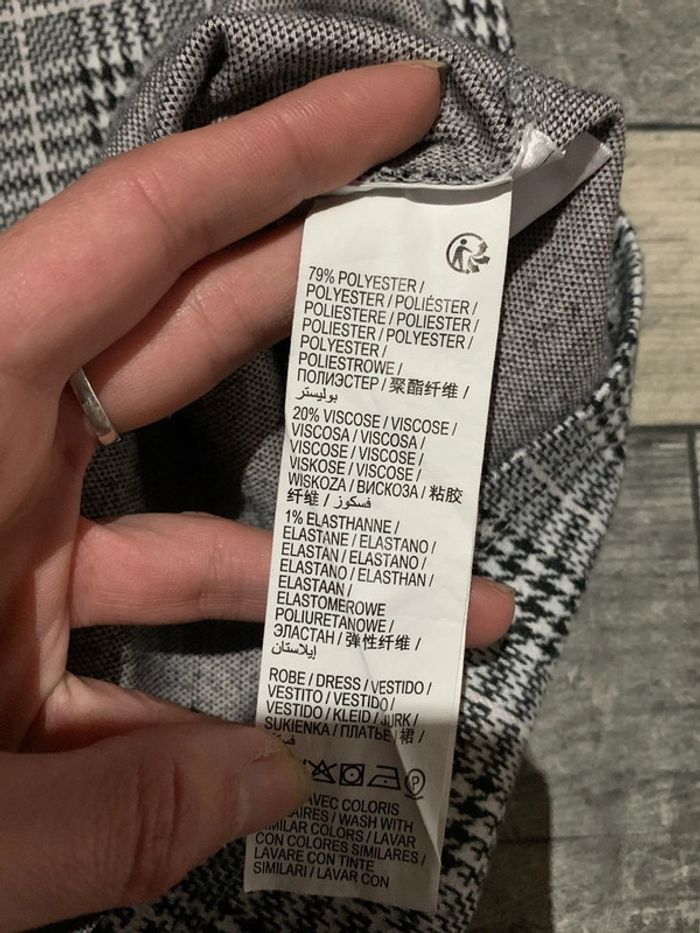 79% POLYESTER /
POLYESTER / POLIÉSTER /
POLIESTERE / POLIESTER /
POLIESTER / POLYESTER /
POLYESTER /
POLIESTROWE /
ПОЛИЭСТЕР / 聚酯纤维 /
بوليستر
20% VISCOSE / VISCOSE /
VISCOSA / VISCOSA /
VISCOSE / VISCOSE /
VISKOSE / VISCOSE /
WISKOZA / ВИСКОЗА / 粘胶
纤维 / فسكوز
1% ELASTHANNE /
ELASTANE / ELASTANO /
ELASTAN / ELASTANO /
ELASTANO / ELASTHAN /
ELASTAAN /
ELASTOMEROWE
POLIURETANOWE /
ЭЛАСТАН / 弹性纤维 /
إيلاستان
ROBE / DRESS / VESTIDO /
VESTITO / VESTIDO /
VESTIDO / KLEID / JURK /
SUKIENKA / ПЛАТЬЕ / 裙 /
P
AVEC COLORIS
/ WASH WITH
SIMILAR COLORS / LAVAR
CON COLORES SIMILARES /
LAVARE CON TINTE
SIMILARI / LAVAR CON